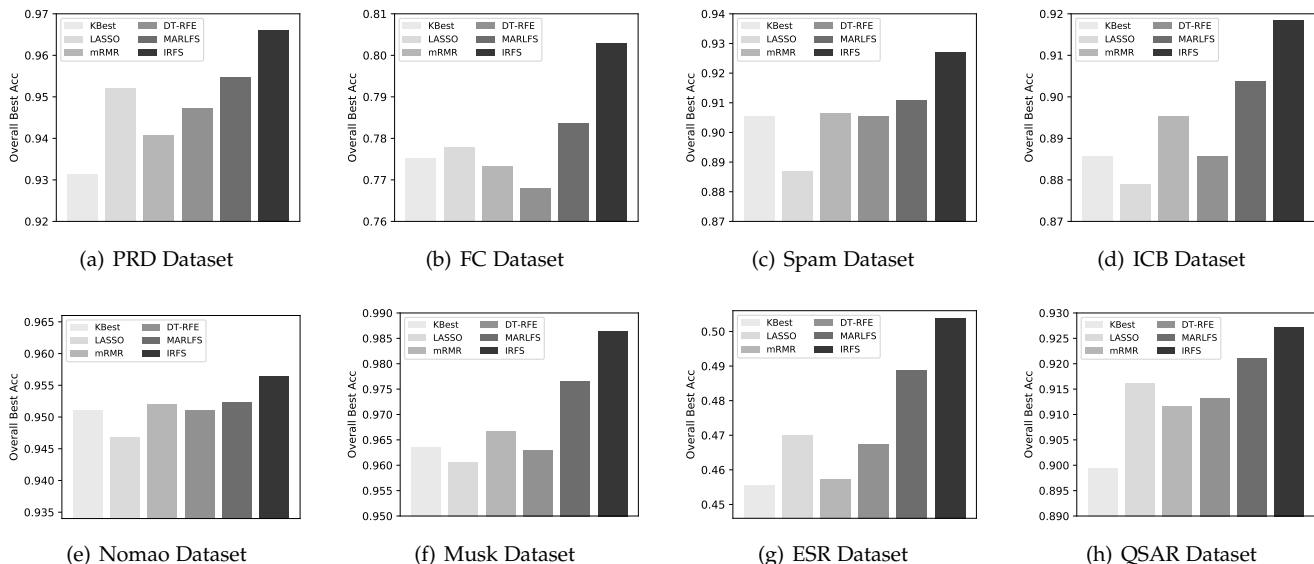 0.97
0.96
0.95
0.94
0.93
0.92
Overall Best Acc
KBest
LASSO
mRMR
DT-RFE
MARLFS
IRFS
(a) PRD Dataset
0.81
0.80
0.79
0.78
0.77
0.76
Overall Best Acc
KBest
LASSO
mRMR
DT-RFE
MARLFS
IRFS
(b) FC Dataset
0.94
0.93
0.92
0.91
0.90
0.89
0.88
0.87
Overall Best Acc
KBest
LASSO
mRMR
DT-RFE
MARLFS
IRFS
(c) Spam Dataset
0.92
0.91
0.90
0.89
0.88
0.87
Overall Best Acc
KBest
LASSO
mRMR
DT-RFE
MARLFS
IRFS
(d) ICB Dataset
0.965
0.960
0.955
0.950
0.945
0.940
0.935
Overall Best Acc
KBest
LASSO
mRMR
DT-RFE
MARLFS
IRFS
(e) Nomao Dataset
0.990
0.985
0.980
0.975
0.970
0.965
0.960
0.955
0.950
Overall Best Acc
KBest
LASSO
mRMR
DT-RFE
MARLFS
IRFS
(f) Musk Dataset
0.50
0.49
0.48
0.47
0.46
0.45
Overall Best Acc
KBest
LASSO
mRMR
DT-RFE
MARLFS
IRFS
(g) ESR Dataset
0.930
0.925
0.920
0.915
0.910
0.905
0.900
0.895
0.890
Overall Best Acc
KBest
LASSO
mRMR
DT-RFE
MARLFS
IRFS
(h) QSAR Dataset